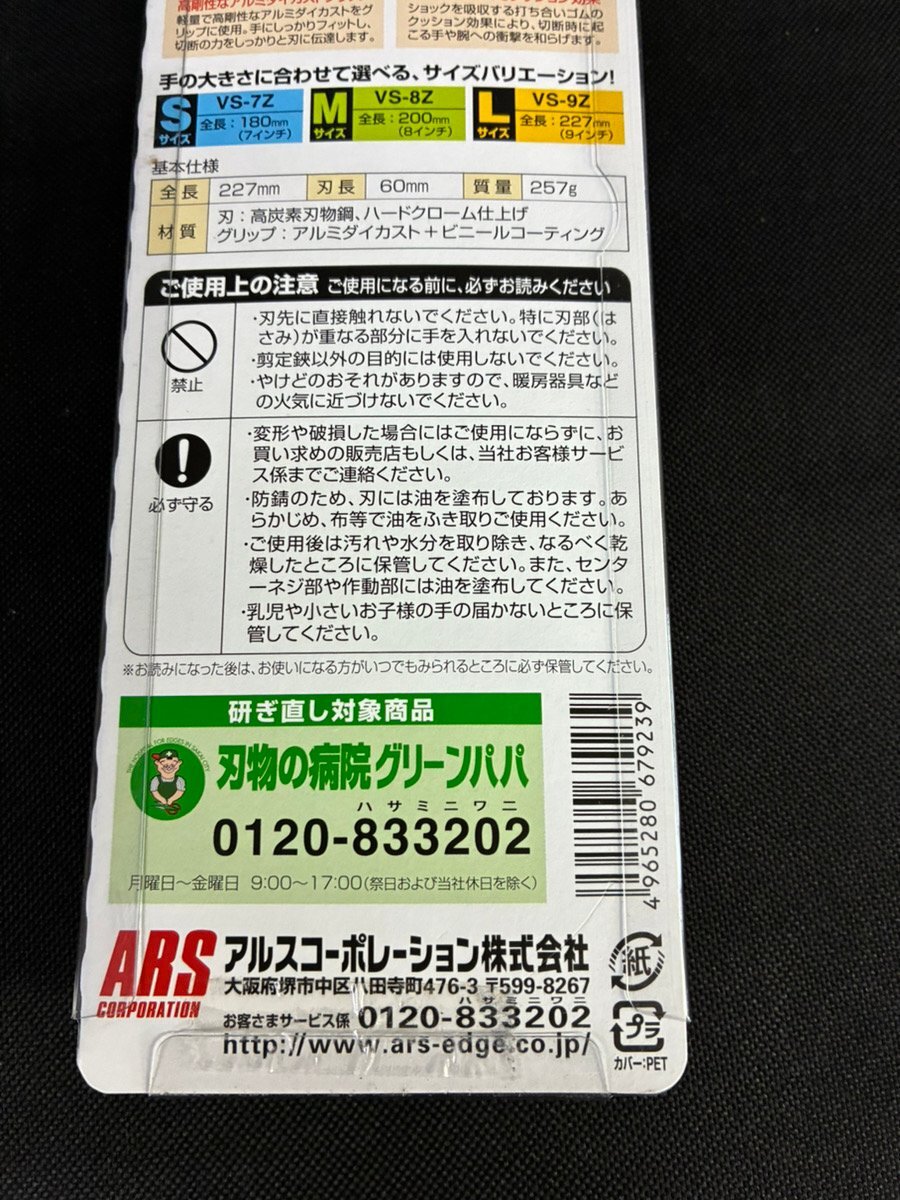 軽量で高剛性なアルミダイカストをグ
リップに使用。手にしっかりフィットし、
切断の力をしっかりと刃に伝達します。
ショックを吸収する打ち合いゴムの
クッション効果により、切断時に起
こる手や腕への衝撃を和らげます。
手の大きさに合わせて選べる、サイズバリエーション!
S サイズ VS-7Z 全長：180mm (7インチ)
M サイズ VS-8Z 全長：200mm (8インチ)
L サイズ VS-9Z 全長：227mm (9インチ)
基本仕様
全長 227mm 刃長 60mm 質量 257g
材質 刃：高炭素刃物鋼、ハードクローム仕上げ
グリップ：アルミダイカスト＋ビニールコーティング
ご使用上の注意 ご使用になる前に、必ずお読みください
禁止
・刃先に直接触れないでください。特に刃部(は
さみ)が重なる部分に手を入れないでください。
・剪定鋏以外の目的には使用しないでください。
・やけどのおそれがありますので、暖房器具など
の火気に近づけないでください。
必ず守る
・変形や破損した場合にはご使用にならずに、お
買い求めの販売店もしくは、当社お客様サービ
ス係までご連絡ください。
・防錆のため、刃には油を塗布しております。あ
らかじめ、布等で油をふき取りご使用ください。
・ご使用後は汚れや水分を取り除き、なるべく乾
燥したところに保管してください。また、センタ
ーネジ部や作動部には油を塗布してください。
・乳児や小さいお子様の手の届かないところに保
管してください。
※お読みになった後は、お使いになる方がいつでもみられるところに必ず保管してください。
研ぎ直し対象商品
刃物の病院グリーンパパ
ハサミニワニ
0120-833202
月曜日〜金曜日 9:00〜17:00(祭日および当社休日を除く)
4965280679239
ARS CORPORATION
アルスコーポレーション株式会社
大阪府堺市中区八田寺町476-3 〒599-8267
ハサミニワニ
お客さまサービス係 0120-833202
http://www.ars-edge.co.jp/
紙
プラ
カバー:PET